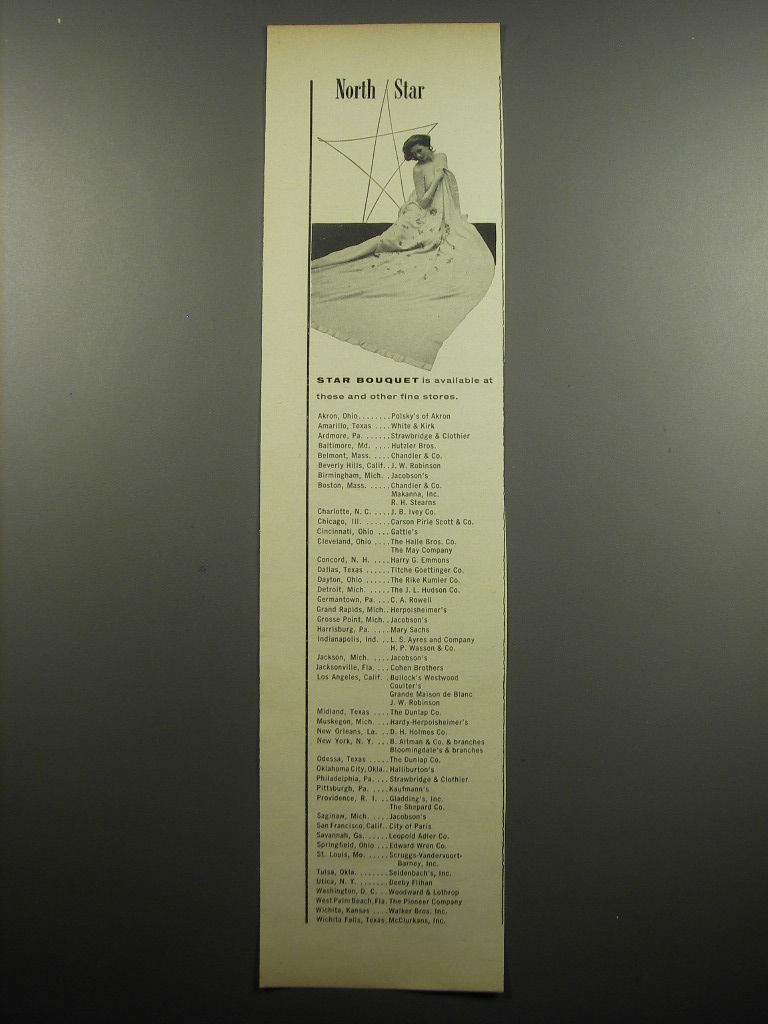 North Star
STAR BOUQUET is available at
these and other fine stores.
Akron, Ohio........Polsky's of Akron
Amarillo, Texas ....White & Kirk
Ardmore, Pa. ......Strawbridge & Clothier
Baltimore, Md. ....Hutzler Bros.
Belmont, Mass. ....Chandler & Co.
Beverly Hills, Calif. .J. W. Robinson
Birmingham, Mich. .Jacobson's
Boston, Mass. .....Chandler & Co.
Makanna, Inc.
R. H. Stearns
Charlotte, N. C. ....J. B. Ivey Co.
Chicago, Ill. ......Carson Pirie Scott & Co.
Cincinnati, Ohio ...Gattle's
Cleveland, Ohio ....The Halle Bros. Co.
The May Company
Concord, N. H. ....Harry G. Emmons
Dallas, Texas ......Titche Goettinger Co.
Dayton, Ohio ......The Rike Kumler Co.
Detroit, Mich. .....The J. L. Hudson Co.
Germantown, Pa. ...C. A. Rowell
Grand Rapids, Mich..Herpolsheimer's
Grosse Point, Mich..Jacobson's
Harrisburg, Pa. ....Mary Sachs
Indianapolis, Ind. ..L. S. Ayres and Company
H. P. Wasson & Co.
Jackson, Mich. ....Jacobson's
Jacksonville, Fla. ...Cohen Brothers
Los Angeles, Calif. .Bullock's Westwood
Coulter's
Grande Maison de Blanc
J. W. Robinson
Midland, Texas ....The Dunlap Co.
Muskegon, Mich. ...Hardy-Herpolsheimer's
New Orleans, La. ..D. H. Holmes Co.
New York, N. Y. ...B. Altman & Co. & branches
Bloomingdale's & branches
Odessa, Texas .....The Dunlap Co.
Oklahoma City, Okla..Halliburton's
Philadelphia, Pa. ...Strawbridge & Clothier
Pittsburgh, Pa. ....Kaufmann's
Providence, R. I. ..Gladding's, Inc.
The Shepard Co.
Saginaw, Mich. ....Jacobson's
San Francisco, Calif..City of Paris
Savannah, Ga. .....Leopold Adler Co.
Springfield, Ohio ...Edward Wren Co.
St. Louis, Mo. .....Scruggs-Vandervoort-
Barney, Inc.
Tulsa, Okla. .......Seidenbach's, Inc.
Utica, N. Y. .......Doeby
Washington, D. C. ..Woodward & Lothrop
West Palm Beach, Fla. The Pioneer Company
Wichita, Kansas ....Walker Bros. Inc.
Wichita Falls, Texas.McClurkans, Inc.